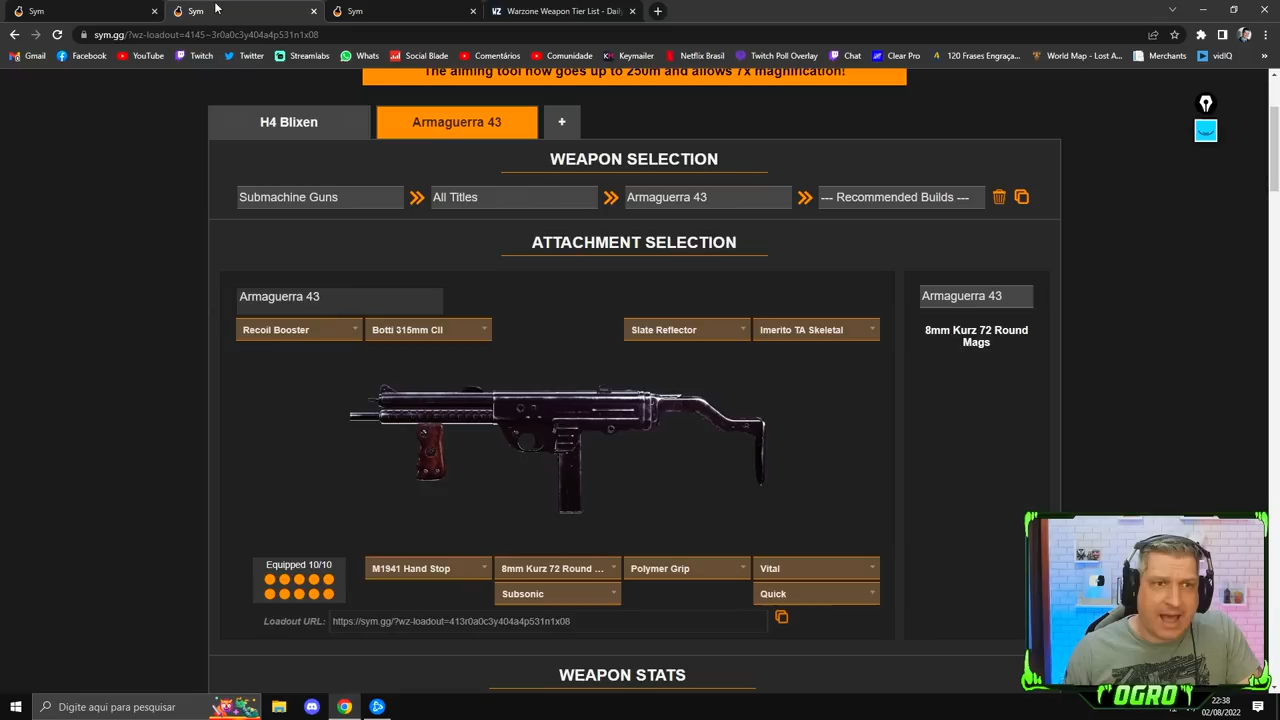 Sym
Sym
Sym
Warzone Weapon Tier List - Daily
sym.gg/?wz-loadout=4145~3r0a0c3y404a4p531n1x08
Gmail
Facebook
YouTube
Twitch
Twitter
Streamlabs
Whats
Social Blade
Comentários
Comunidade
Keymailer
Netflix Brasil
Twitch Poll Overlay
Chat
Clear Pro
120 Frases Engraça...
World Map - Lost A...
Merchants
vidIQ
The aiming tool now goes up to 250m and allows 7x magnification!
H4 Blixen
Armaguerra 43
+
WEAPON SELECTION
Submachine Guns
All Titles
Armaguerra 43
--- Recommended Builds ---
ATTACHMENT SELECTION
Armaguerra 43
Armaguerra 43
Recoil Booster
Botti 315mm CII
Slate Reflector
Imerito TA Skeletal
8mm Kurz 72 Round
Mags
Equipped 10/10
M1941 Hand Stop
8mm Kurz 72 Round ...
Polymer Grip
Vital
Subsonic
Quick
Loadout URL:
https://sym.gg/?wz-loadout=413r0a0c3y404a4p531n1x08
WEAPON STATS
OGRO
Digite aqui para pesquisar
22:38
02/08/2022